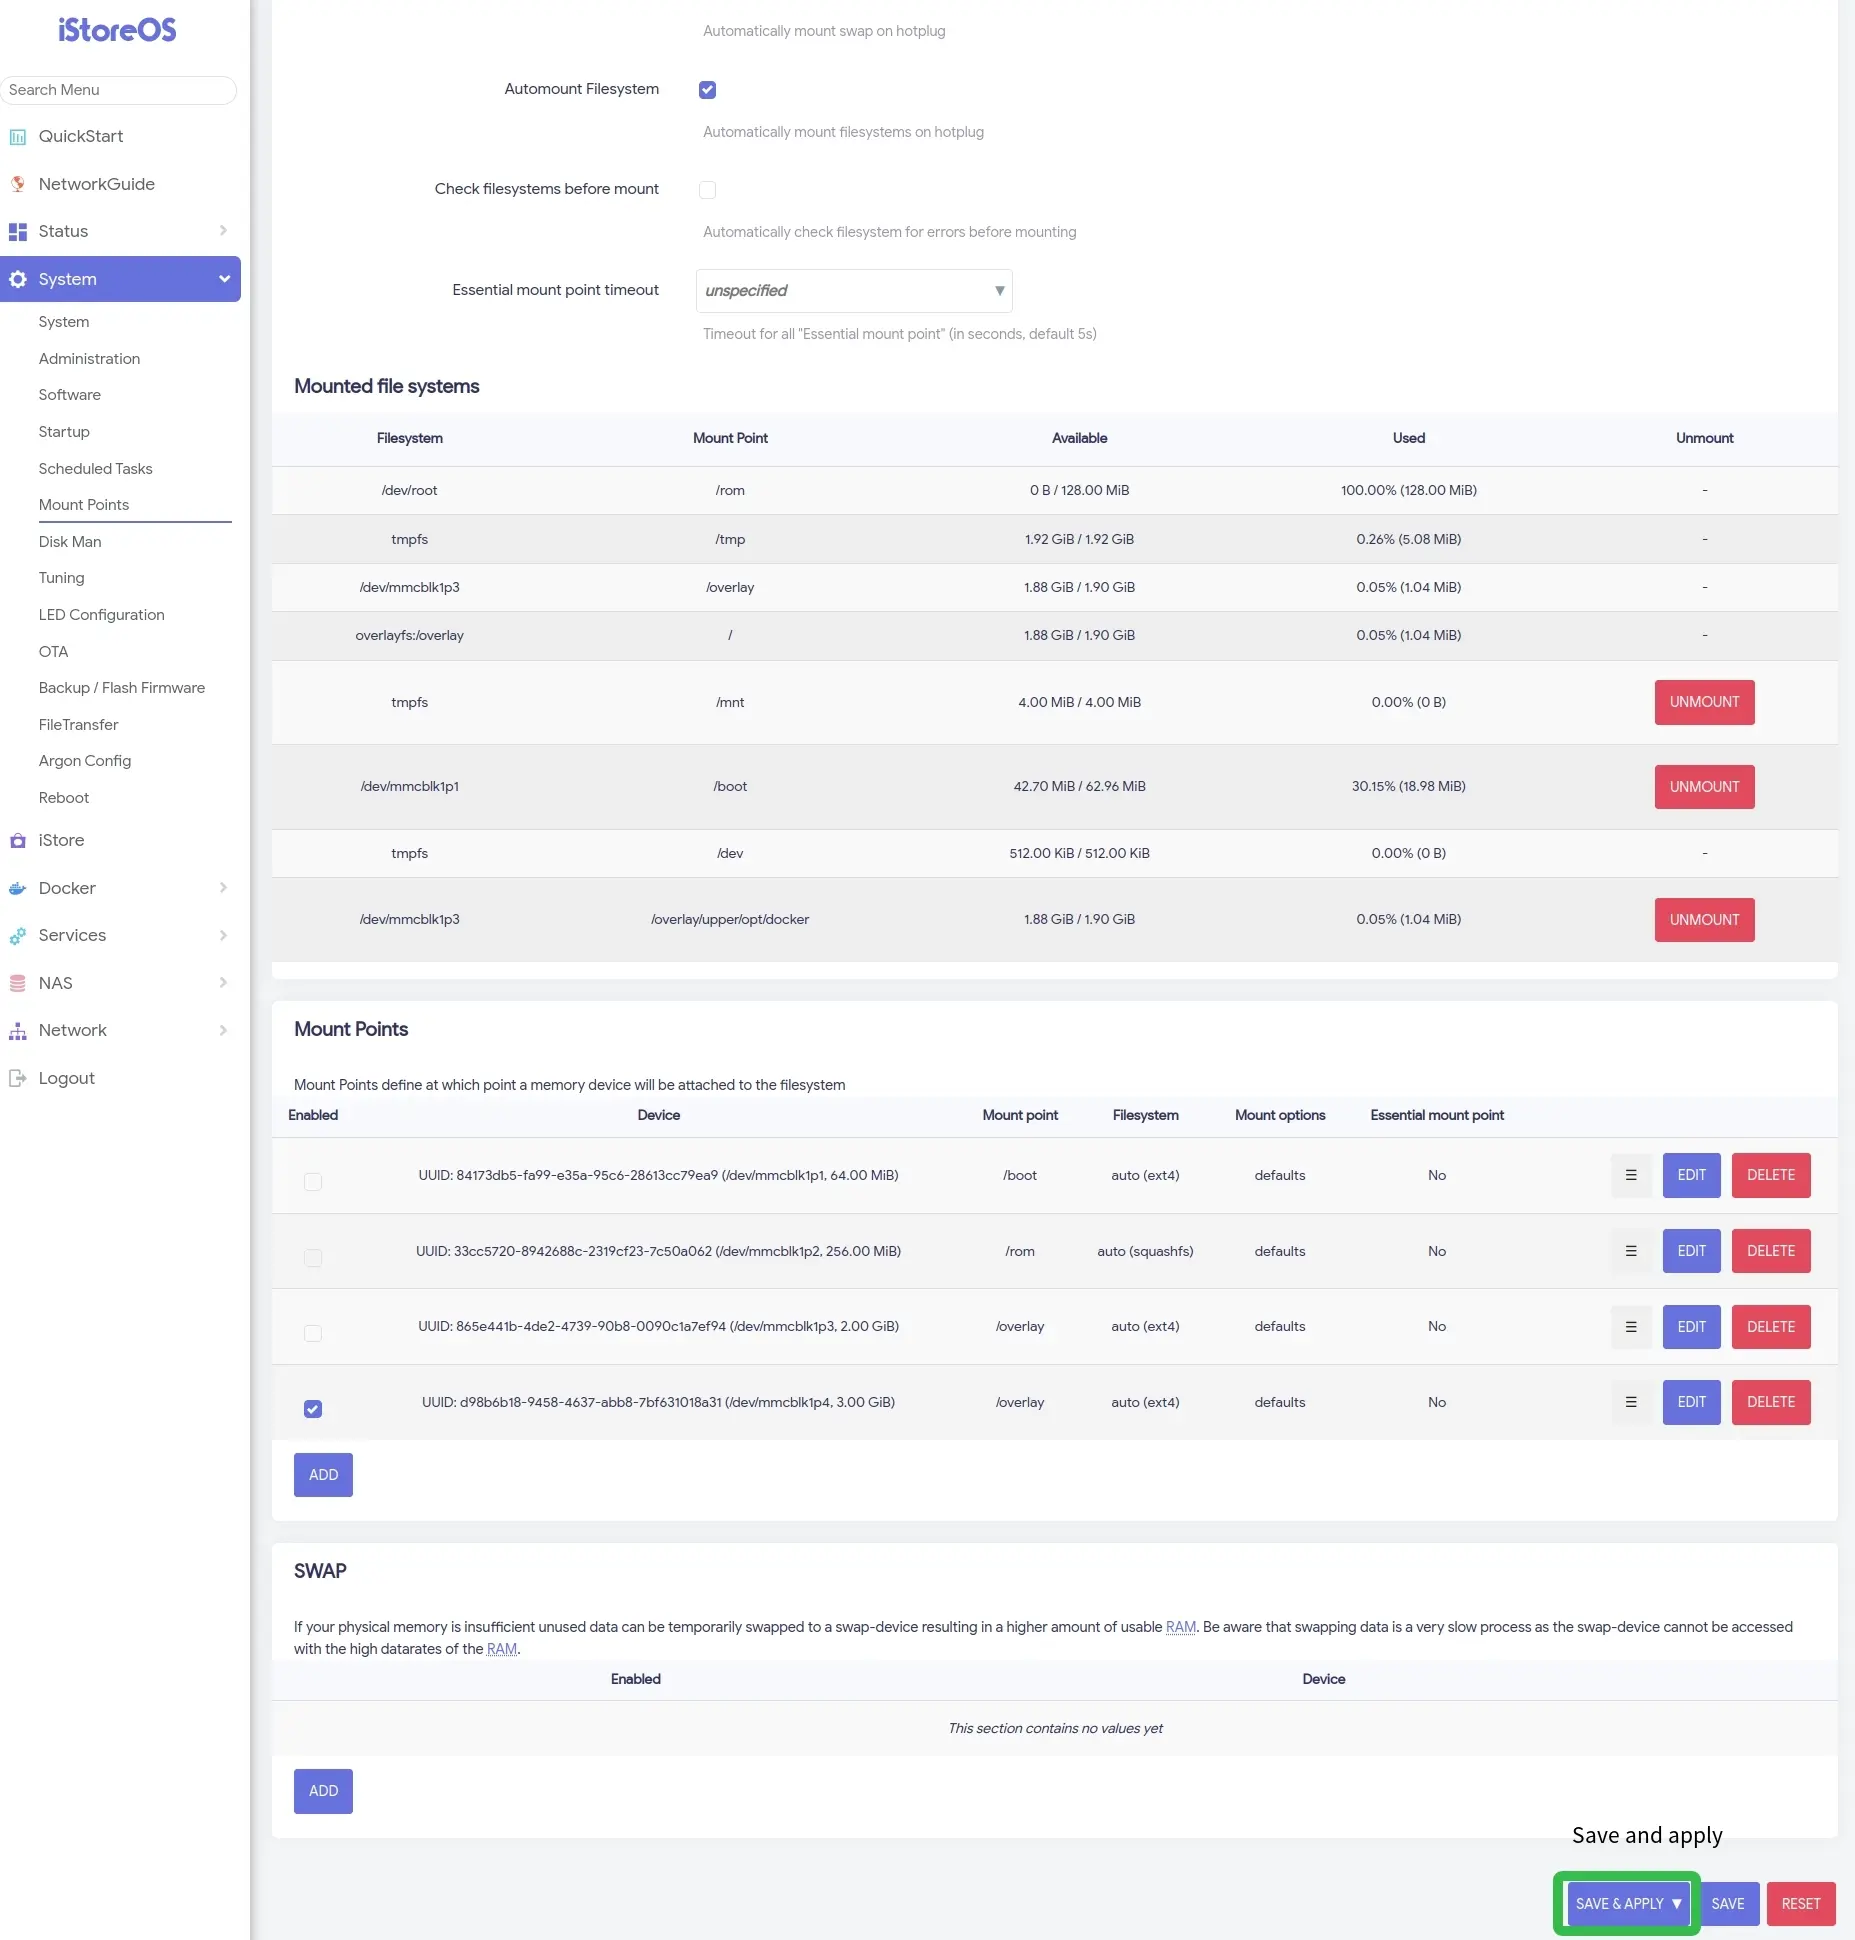 iStoreOS
Search Menu
QuickStart
NetworkGuide
Status
System
System
Administration
Software
Startup
Scheduled Tasks
Mount Points
Disk Man
Tuning
LED Configuration
OTA
Backup / Flash Firmware
FileTransfer
Argon Config
Reboot
iStore
Docker
Services
NAS
Network
Logout
Automatically mount swap on hotplug
Automount Filesystem
Automatically mount filesystems on hotplug
Check filesystems before mount
Automatically check filesystem for errors before mounting
Essential mount point timeout
unspecified ▼
Timeout for all "Essential mount point" (in seconds, default 5s)
Mounted file systems
Filesystem Mount Point Available Used Unmount
/dev/root /rom 0 B / 128.00 MiB 100.00% (128.00 MiB) -
tmpfs /tmp 1.92 GiB / 1.92 GiB 0.26% (5.08 MiB) -
/dev/mmcblk1p3 /overlay 1.88 GiB / 1.90 GiB 0.05% (1.04 MiB) -
overlayfs:/overlay / 1.88 GiB / 1.90 GiB 0.05% (1.04 MiB) -
tmpfs /mnt 4.00 MiB / 4.00 MiB 0.00% (0 B) UNMOUNT
/dev/mmcblk1p1 /boot 42.70 MiB / 62.96 MiB 30.15% (18.98 MiB) UNMOUNT
tmpfs /dev 512.00 KiB / 512.00 KiB 0.00% (0 B) -
/dev/mmcblk1p3 /overlay/upper/opt/docker 1.88 GiB / 1.90 GiB 0.05% (1.04 MiB) UNMOUNT
Mount Points
Mount Points define at which point a memory device will be attached to the filesystem
Enabled Device Mount point Filesystem Mount options Essential mount point
UUID: 84173db5-fa99-e35a-95c6-28613cc79ea9 (/dev/mmcblk1p1, 64.00 MiB) /boot auto (ext4) defaults No ☰ EDIT DELETE
UUID: 33cc5720-8942688c-2319cf23-7c50a062 (/dev/mmcblk1p2, 256.00 MiB) /rom auto (squashfs) defaults No ☰ EDIT DELETE
UUID: 865e441b-4de2-4739-90b8-0090c1a7ef94 (/dev/mmcblk1p3, 2.00 GiB) /overlay auto (ext4) defaults No ☰ EDIT DELETE
UUID: d98b6b18-9458-4637-abb8-7bf631018a31 (/dev/mmcblk1p4, 3.00 GiB) /overlay auto (ext4) defaults No ☰ EDIT DELETE
ADD
SWAP
If your physical memory is insufficient unused data can be temporarily swapped to a swap-device resulting in a higher amount of usable RAM. Be aware that swapping data is a very slow process as the swap-device cannot be accessed
with the high datarates of the RAM.
Enabled Device
This section contains no values yet
ADD
Save and apply
SAVE & APPLY ▼ SAVE RESET